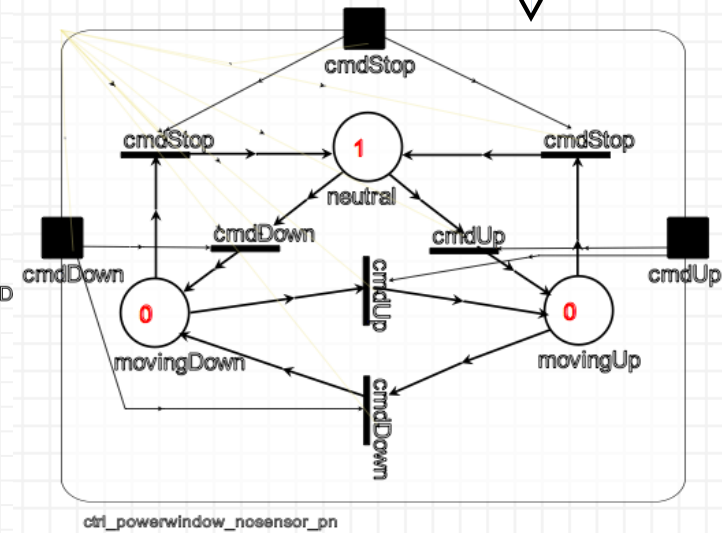 cmdStop
cmdStop
cmdStop
1
neutral
cmdDown
cmdUp
cmdDown
cmdUp
cmdUp
D
0
0
movingDown
movingUp
cmdDown
ctrl_powerwindow_nosensor_pn